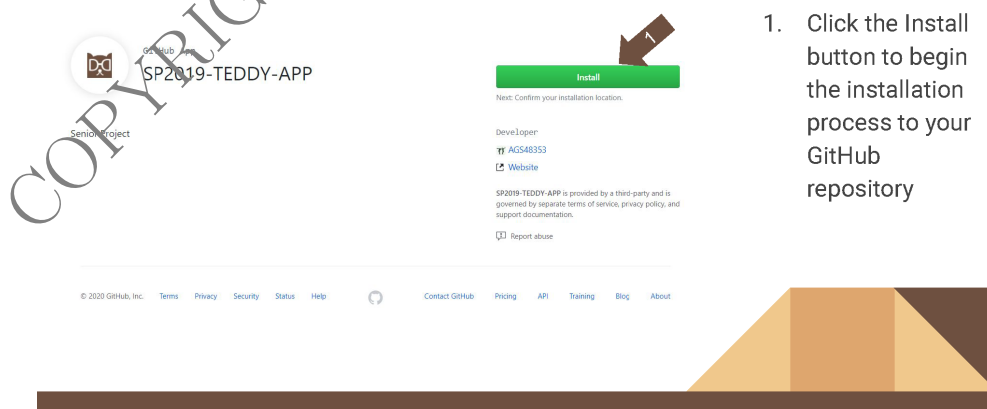 GitHub App
SP2019-TEDDY-APP
Senior Project
1
Install
Next: Confirm your installation location.
Developer
AGS48353
Website
SP2019-TEDDY-APP is provided by a third-party and is
governed by separate terms of service, privacy policy, and
support documentation.
Report abuse
© 2020 GitHub, Inc. Terms Privacy Security Status Help Contact GitHub Pricing API Training Blog About
1. Click the Install
button to begin
the installation
process to your
GitHub
repository
COPYRIG